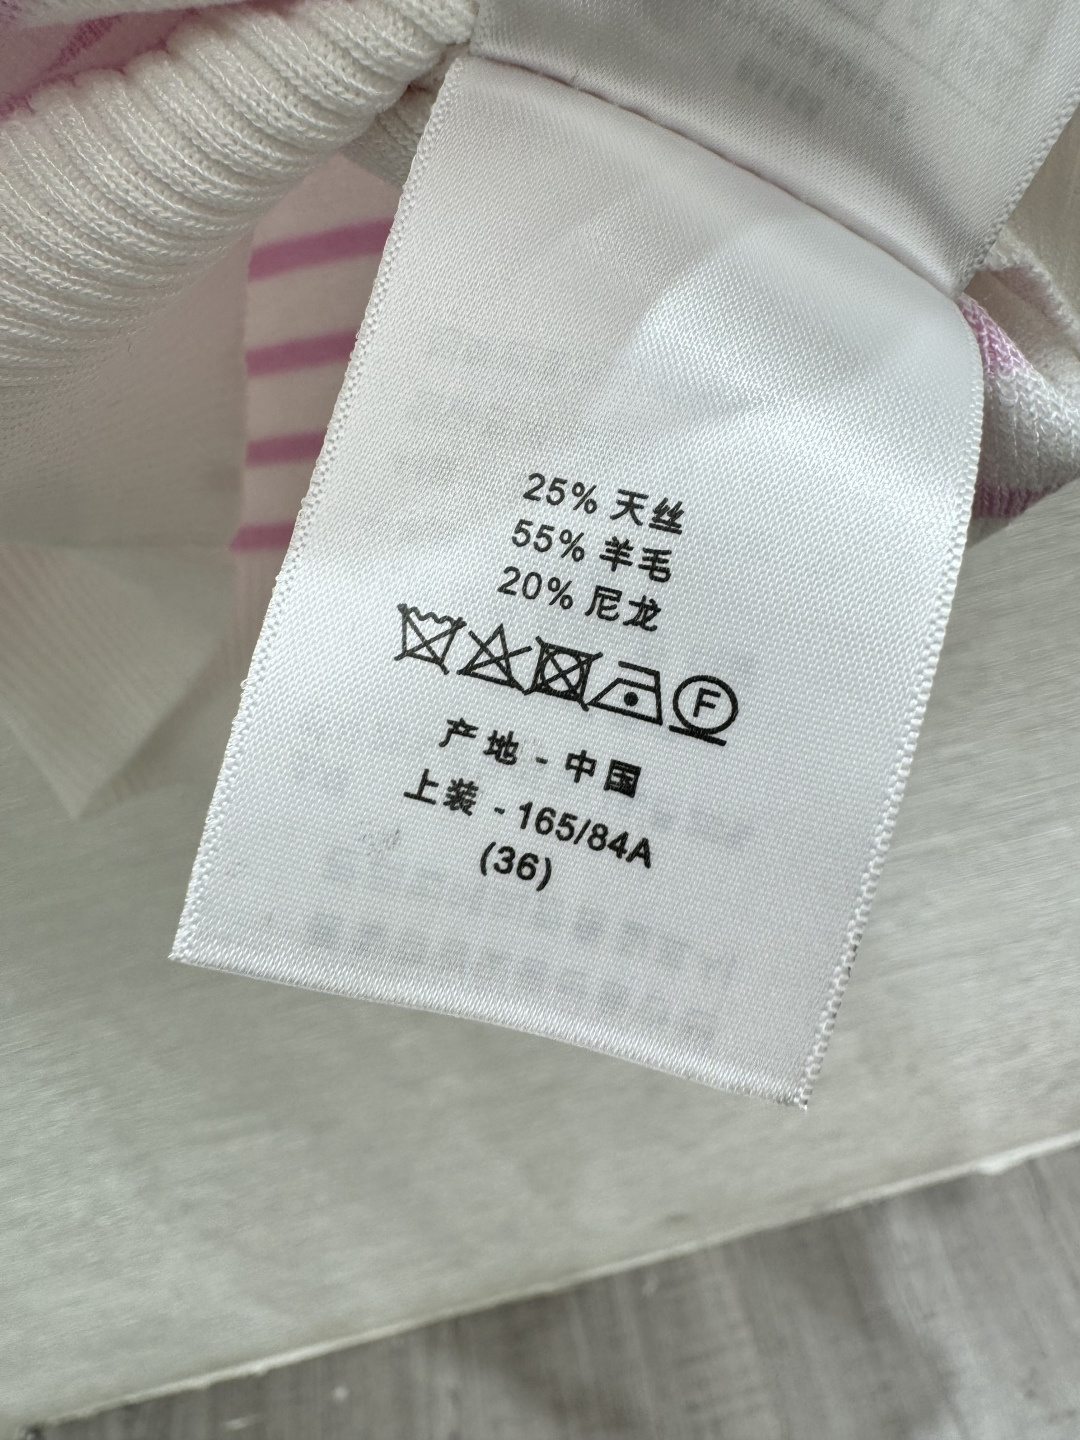 25% 天丝
55% 羊毛
20% 尼龙
F
产地 - 中国
上装 - 165/84A
(36)